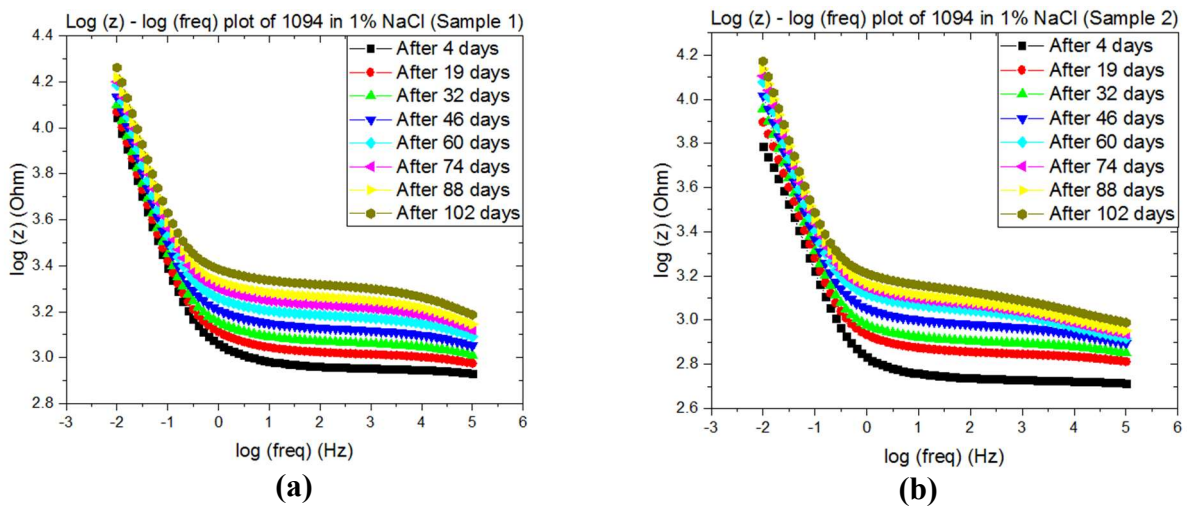 Log (z) - log (freq) plot of 1094 in 1% NaCl (Sample 1)
4.4
4.2
4.0
3.8
3.6
3.4
3.2
3.0
2.8
log (z) (Ohm)
After 4 days
After 19 days
After 32 days
After 46 days
After 60 days
After 74 days
After 88 days
After 102 days
-3 -2 -1 0 1 2 3 4 5 6
log (freq) (Hz)
(a)
Log (z) - log (freq) plot of 1094 in 1% NaCl (Sample 2)
4.2
4.0
3.8
3.6
3.4
3.2
3.0
2.8
2.6
log (z) (Ohm)
After 4 days
After 19 days
After 32 days
After 46 days
After 60 days
After 74 days
After 88 days
After 102 days
-3 -2 -1 0 1 2 3 4 5 6
log (freq) (Hz)
(b)